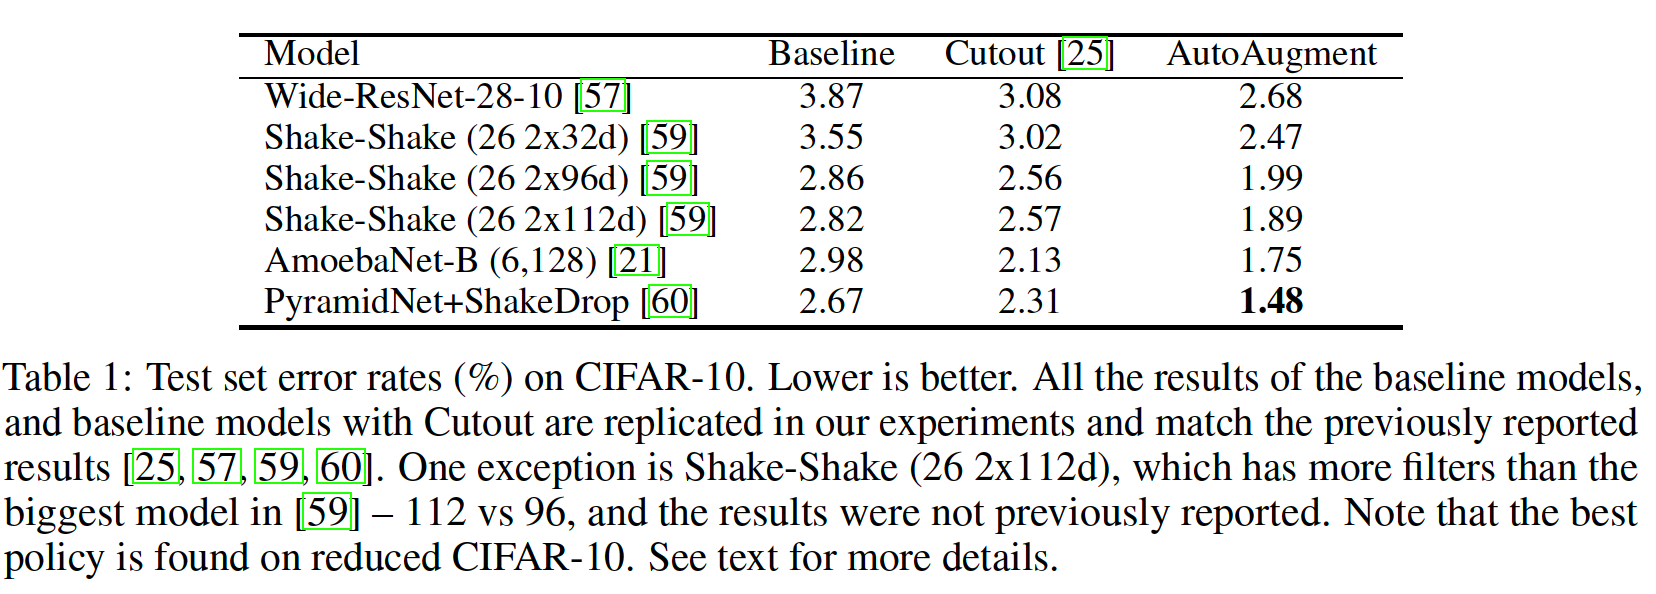 Model Baseline Cutout [25] AutoAugment
Wide-ResNet-28-10 [57] 3.87 3.08 2.68
Shake-Shake (26 2x32d) [59] 3.55 3.02 2.47
Shake-Shake (26 2x96d) [59] 2.86 2.56 1.99
Shake-Shake (26 2x112d) [59] 2.82 2.57 1.89
AmoebaNet-B (6,128) [21] 2.98 2.13 1.75
PyramidNet+ShakeDrop [60] 2.67 2.31 1.48
Table 1: Test set error rates (%) on CIFAR-10. Lower is better. All the results of the baseline models,
and baseline models with Cutout are replicated in our experiments and match the previously reported
results [25, 57, 59, 60]. One exception is Shake-Shake (26 2x112d), which has more filters than the
biggest model in [59] – 112 vs 96, and the results were not previously reported. Note that the best
policy is found on reduced CIFAR-10. See text for more details.